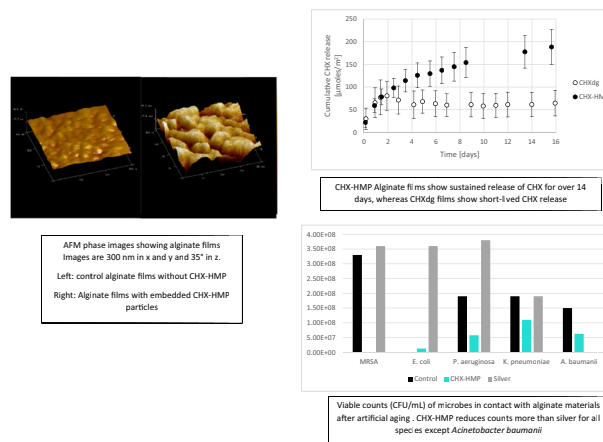 250
200
150
100
50
0
Cumulative CHX release
[µmoles/m²]
0 2 4 6 8 10 12 14 16
Time [days]
CHXdg
CHX-HM
CHX-HMP Alginate films show sustained release of CHX for over 14
days, whereas CHXdg films show short-lived CHX release
AFM phase images showing alginate films
Images are 300 nm in x and y and 35° in z.
Left: control alginate films without CHX-HMP
Right: Alginate films with embedded CHX-HMP
particles
4.00E+08
3.50E+08
3.00E+08
2.50E+08
2.00E+08
1.50E+08
1.00E+08
5.00E+07
0.00E+00
MRSA E. coli P. aeruginosa K. pneumoniae A. baumanii
Control CHX-HMP Silver
Viable counts (CFU/mL) of microbes in contact with alginate materials
after artificial aging . CHX-HMP reduces counts more than silver for all
species except Acinetobacter baumanii